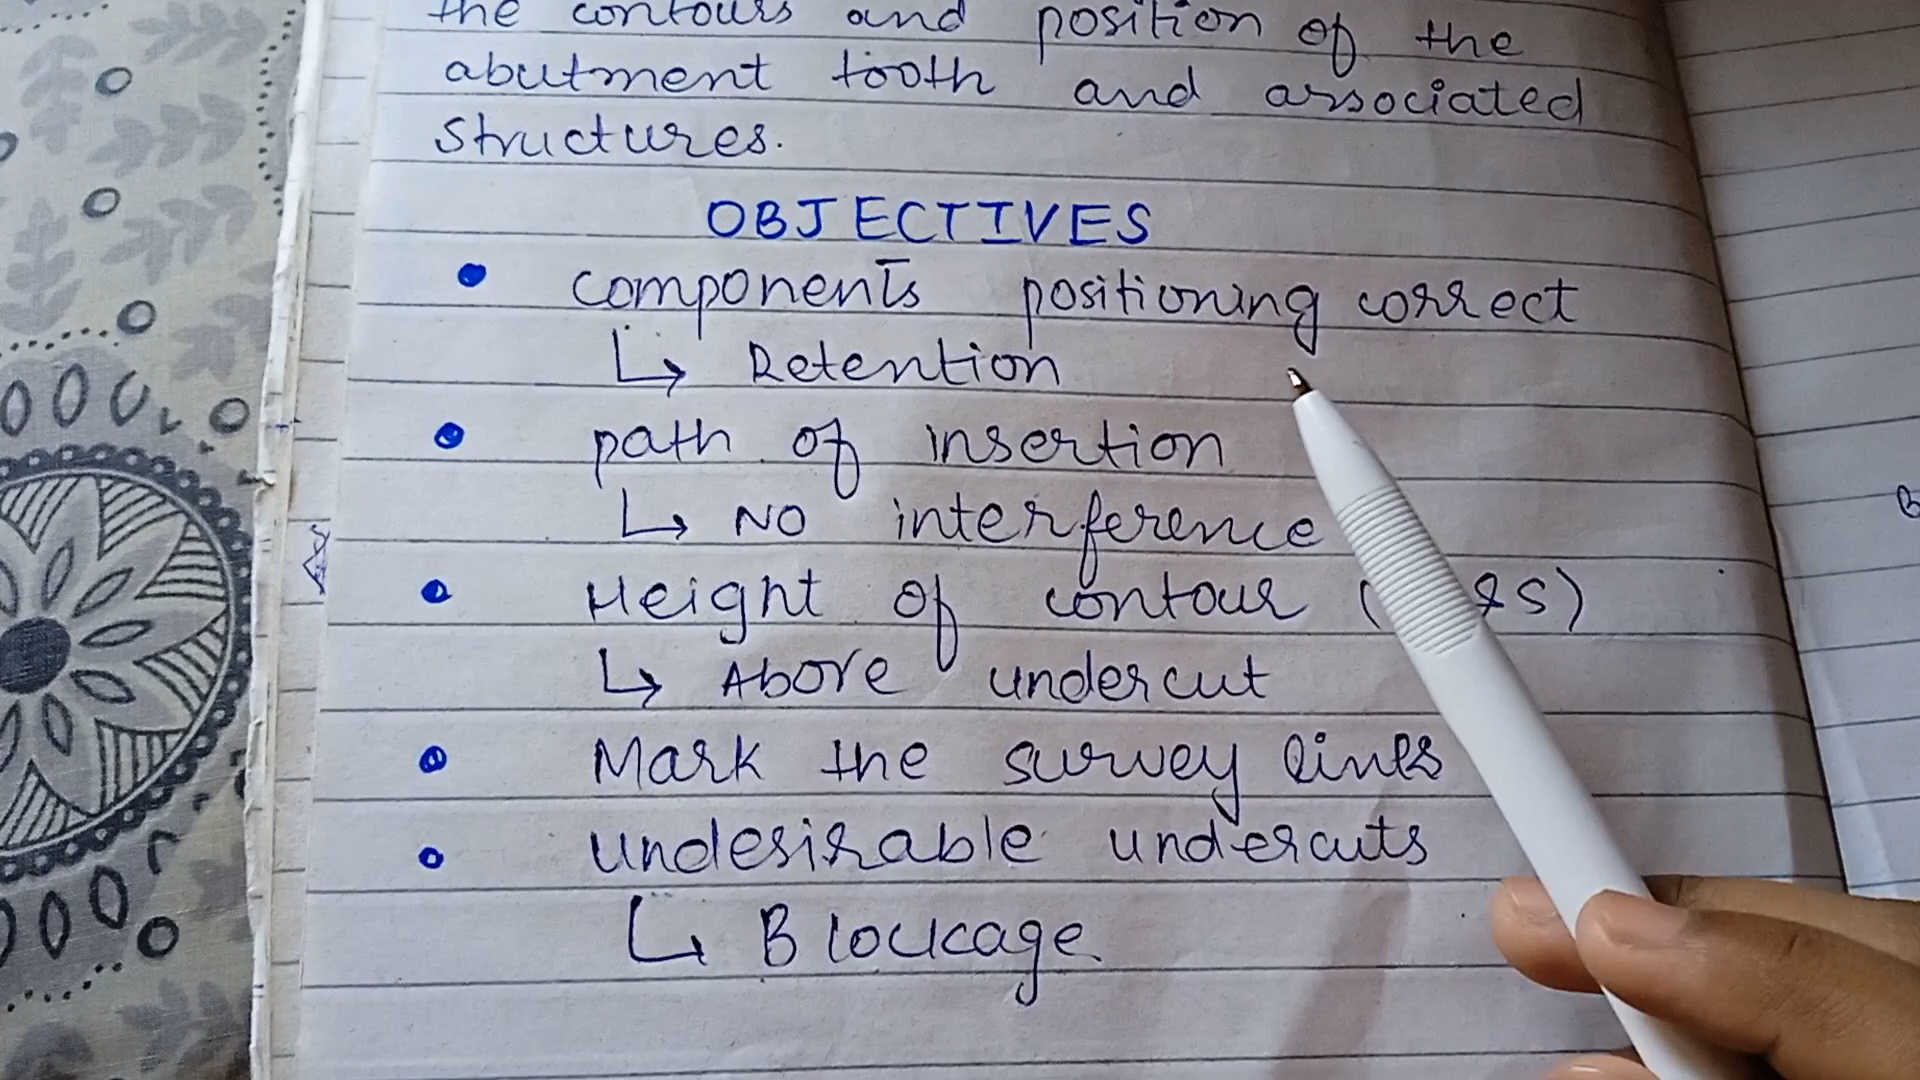 the contours and position of the
abutment tooth and associated
structures.
OBJECTIVES
• components positioning correct
↳ Retention
• path of insertion
↳ NO interference
• Height of contour ( &S)
↳ Above undercut
• Mark the survey lines
• undesirable undercuts
↳ Blockage